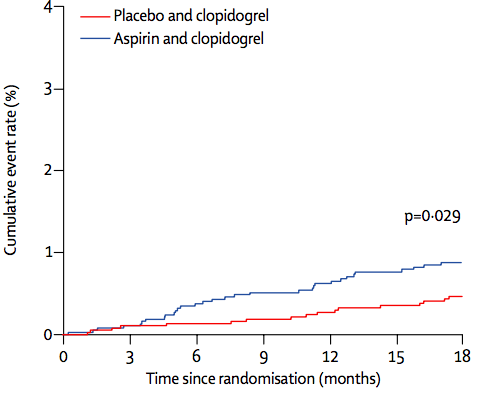 Placebo and clopidogrel
Aspirin and clopidogrel
Cumulative event rate (%)
4
3
2
1
0
p=0·029
0 3 6 9 12 15 18
Time since randomisation (months)